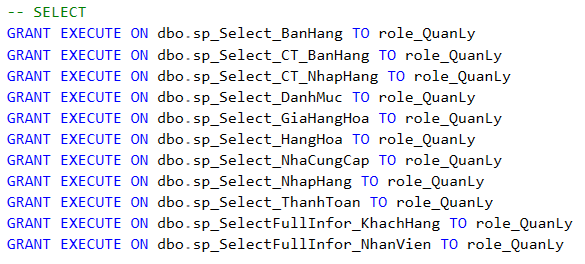 -- SELECT
GRANT EXECUTE ON dbo.sp_Select_BanHang TO role_QuanLy
GRANT EXECUTE ON dbo.sp_Select_CT_BanHang TO role_QuanLy
GRANT EXECUTE ON dbo.sp_Select_CT_NhapHang TO role_QuanLy
GRANT EXECUTE ON dbo.sp_Select_DanhMuc TO role_QuanLy
GRANT EXECUTE ON dbo.sp_Select_GiaHangHoa TO role_QuanLy
GRANT EXECUTE ON dbo.sp_Select_HangHoa TO role_QuanLy
GRANT EXECUTE ON dbo.sp_Select_NhaCungCap TO role_QuanLy
GRANT EXECUTE ON dbo.sp_Select_NhapHang TO role_QuanLy
GRANT EXECUTE ON dbo.sp_Select_ThanhToan TO role_QuanLy
GRANT EXECUTE ON dbo.sp_SelectFullInfor_KhachHang TO role_QuanLy
GRANT EXECUTE ON dbo.sp_SelectFullInfor_NhanVien TO role_QuanLy